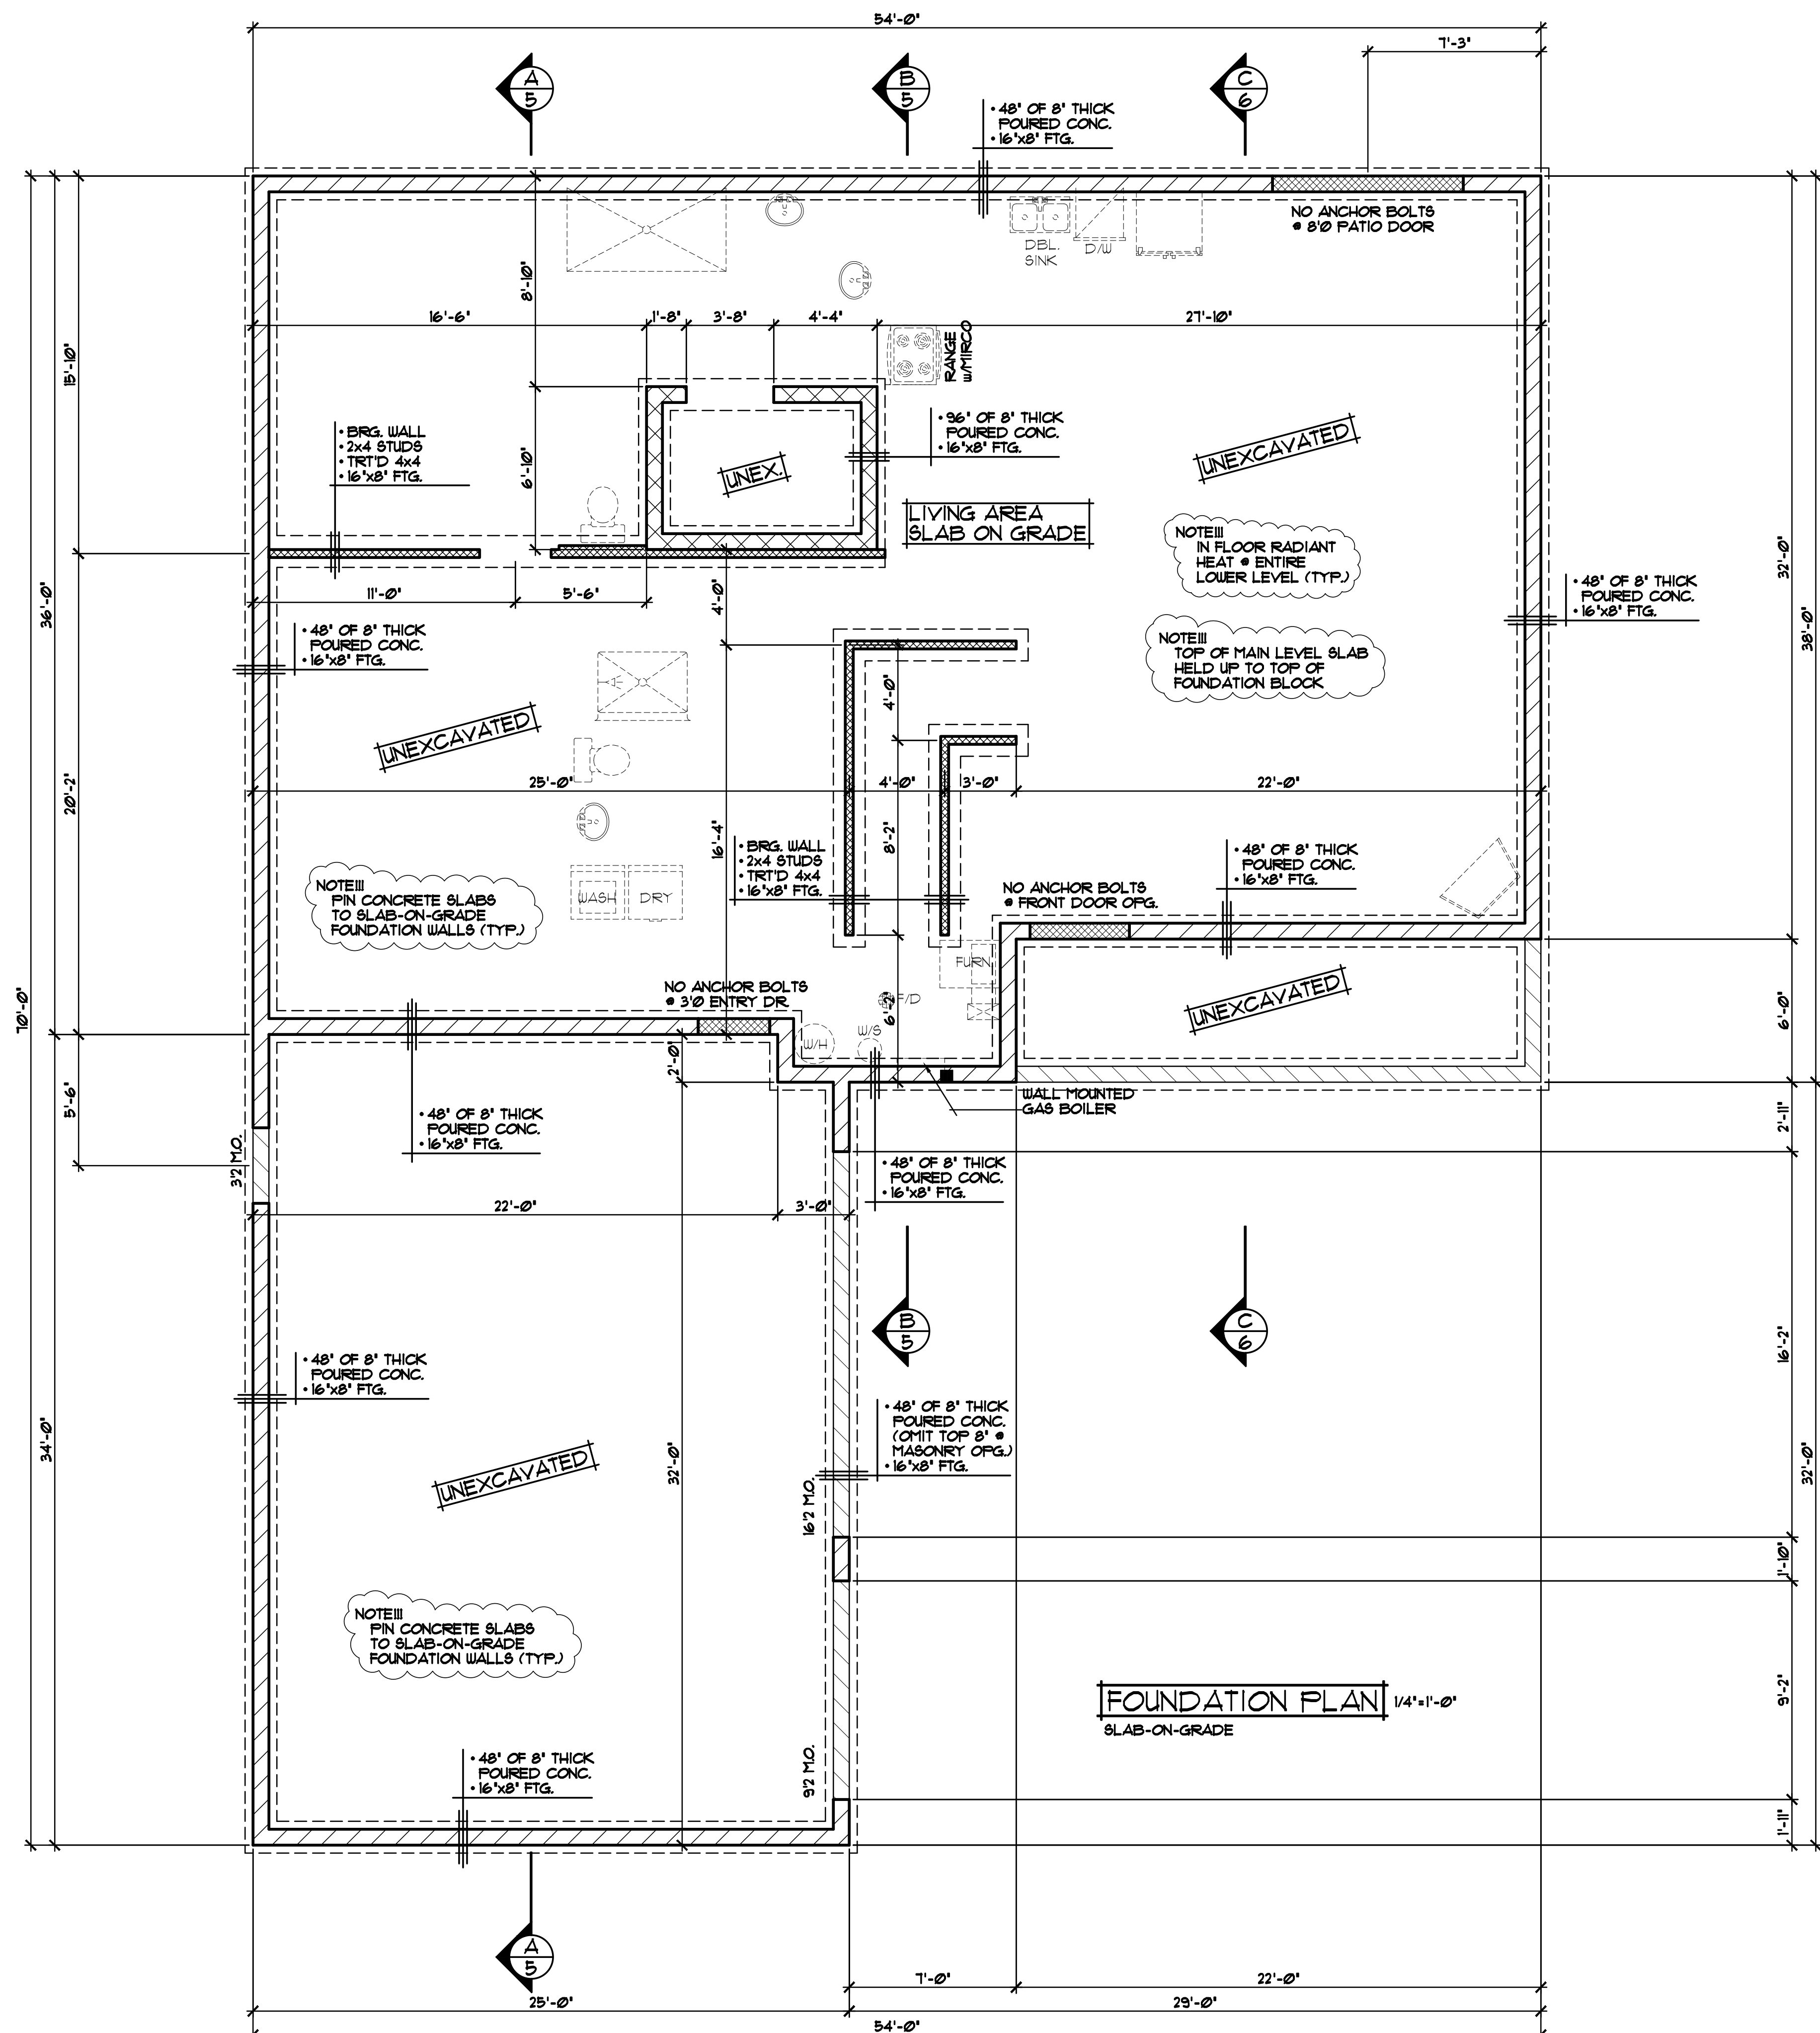 54'-0"
7'-3"
A
5
B
5
C
6
• 48" OF 8" THICK
POURED CONC.
• 16"x8" FTG.
NO ANCHOR BOLTS
@ 8'0 PATIO DOOR
DBL.
SINK
D/W
8'-10"
16'-6"
1'-8"
3'-8"
4'-4"
27'-10"
RANGE
w/MIRCO
15'-10"
• BRG. WALL
• 2x4 STUDS
• TRT'D 4x4
• 16"x8" FTG.
6'-10"
UNEX.
• 96" OF 8" THICK
POURED CONC.
• 16"x8" FTG.
UNEXCAVATED
LIVING AREA
SLAB ON GRADE
NOTE!!!
IN FLOOR RADIANT
HEAT @ ENTIRE
LOWER LEVEL (TYP.)
32'-0"
36'-0"
11'-0"
5'-6"
4'-0"
• 48" OF 8" THICK
POURED CONC.
• 16"x8" FTG.
38'-0"
• 48" OF 8" THICK
POURED CONC.
• 16"x8" FTG.
NOTE!!!
TOP OF MAIN LEVEL SLAB
HELD UP TO TOP OF
FOUNDATION BLOCK
4'-0"
UNEXCAVATED
20'-2"
25'-0"
4'-0"
3'-0"
22'-0"
16'-4"
8'-2"
• BRG. WALL
• 2x4 STUDS
• TRT'D 4x4
• 16"x8" FTG.
• 48" OF 8" THICK
POURED CONC.
• 16"x8" FTG.
NOTE!!!
PIN CONCRETE SLABS
TO SLAB-ON-GRADE
FOUNDATION WALLS (TYP.)
WASH
DRY
NO ANCHOR BOLTS
@ FRONT DOOR OPG.
FURN
70'-0"
NO ANCHOR BOLTS
@ 3'0 ENTRY DR.
F/D
6'-2"
UNEXCAVATED
6'-0"
W/H
W/S
2'-0"
5'-6"
WALL MOUNTED
GAS BOILER
2'-11"
3'2 M.O.
• 48" OF 8" THICK
POURED CONC.
• 16"x8" FTG.
• 48" OF 8" THICK
POURED CONC.
• 16"x8" FTG.
22'-0"
3'-0"
B
5
C
6
16'-2"
• 48" OF 8" THICK
POURED CONC.
• 16"x8" FTG.
34'-0"
UNEXCAVATED
32'-0"
• 48" OF 8" THICK
POURED CONC.
(OMIT TOP 8" @
MASONRY OPG.)
• 16"x8" FTG.
16'2 M.O.
32'-0"
1'-10"
NOTE!!!
PIN CONCRETE SLABS
TO SLAB-ON-GRADE
FOUNDATION WALLS (TYP.)
FOUNDATION PLAN 1/4"=1'-0"
SLAB-ON-GRADE
9'-2"
9'2 M.O.
• 48" OF 8" THICK
POURED CONC.
• 16"x8" FTG.
1'-11"
A
5
7'-0"
22'-0"
25'-0"
29'-0"
54'-0"